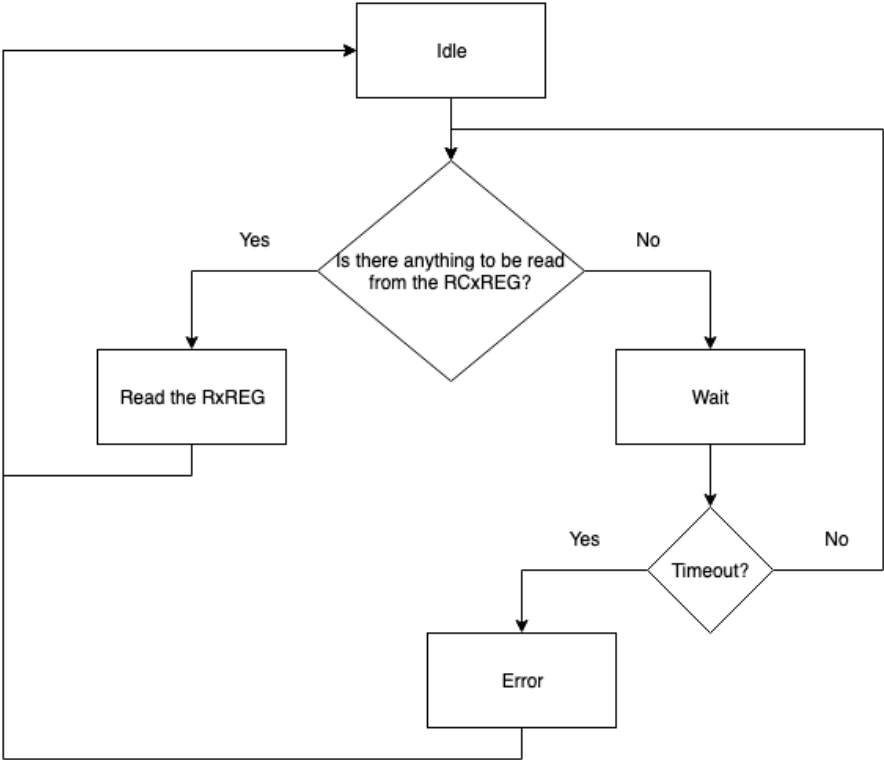 Idle
Yes
No
Is there anything to be read
from the RCxREG?
Read the RxREG
Wait
Yes
No
Timeout?
Error